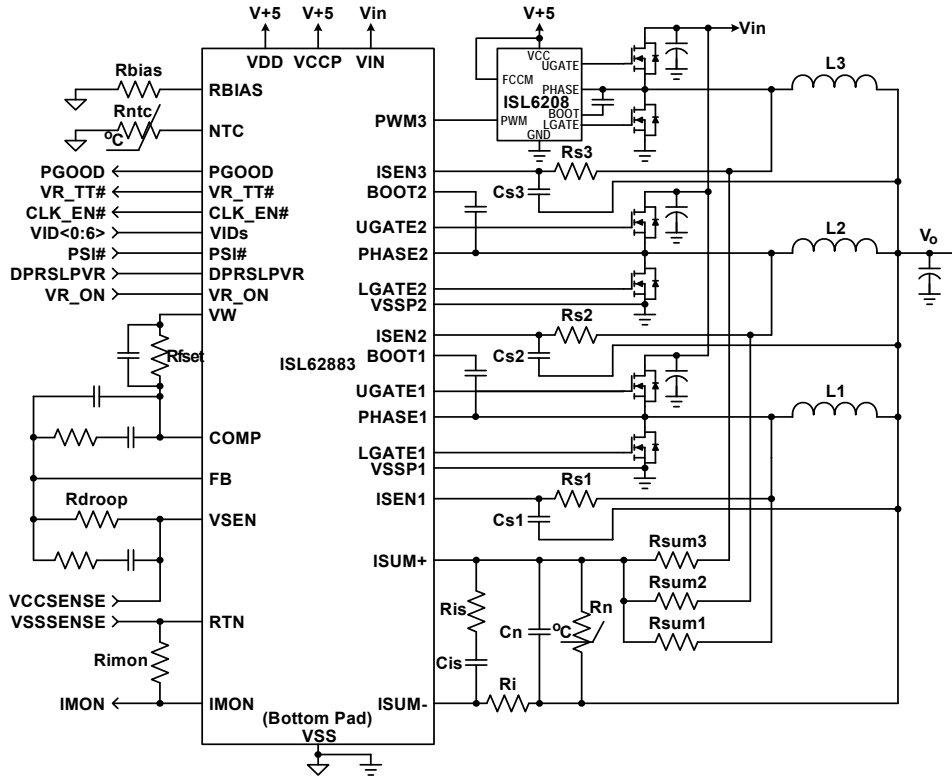 V+5 V+5 Vin
VDD VCCP VIN
Rbias
RBIAS
Rntc
°C
NTC
PGOOD PGOOD
VR_TT# VR_TT#
CLK_EN# CLK_EN#
VID<0:6> VIDs
PSI# PSI#
DPRSLPVR DPRSLPVR
VR_ON VR_ON
VW
Rfset
COMP
FB
Rdroop
VSEN
VCCSENSE
VSSSENSE
RTN
Rimon
IMON IMON
ISL62883
(Bottom Pad)
VSS
PWM3
ISEN3
BOOT2
UGATE2
PHASE2
LGATE2
VSSP2
ISEN2
BOOT1
UGATE1
PHASE1
LGATE1
VSSP1
ISEN1
ISUM+
ISUM-
V+5
VCC
UGATE
FCCM
PHASE
ISL6208
BOOT
PWM
LGATE
GND
Vin
L3
Rs3
Cs3
L2
Vo
Rs2
Cs2
L1
Rs1
Cs1
Rsum3
Rsum2
Rsum1
Ris
Cn
Rn
°C
Cis
Ri